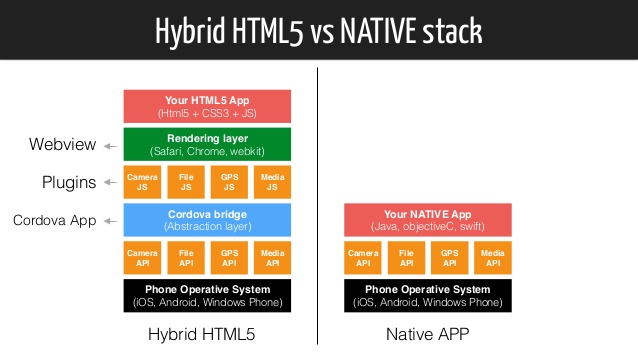 Hybrid HTML5 vs NATIVE stack
Your HTML5 App
(Html5 + CSS3 + JS)
Webview
Rendering layer
(Safari, Chrome, webkit)
Plugins
Camera JS
File JS
GPS JS
Media JS
Cordova App
Cordova bridge
(Abstraction layer)
Camera API
File API
GPS API
Media API
Phone Operative System
(iOS, Android, Windows Phone)
Hybrid HTML5
Your NATIVE App
(Java, objectiveC, swift)
Camera API
File API
GPS API
Media API
Phone Operative System
(iOS, Android, Windows Phone)
Native APP